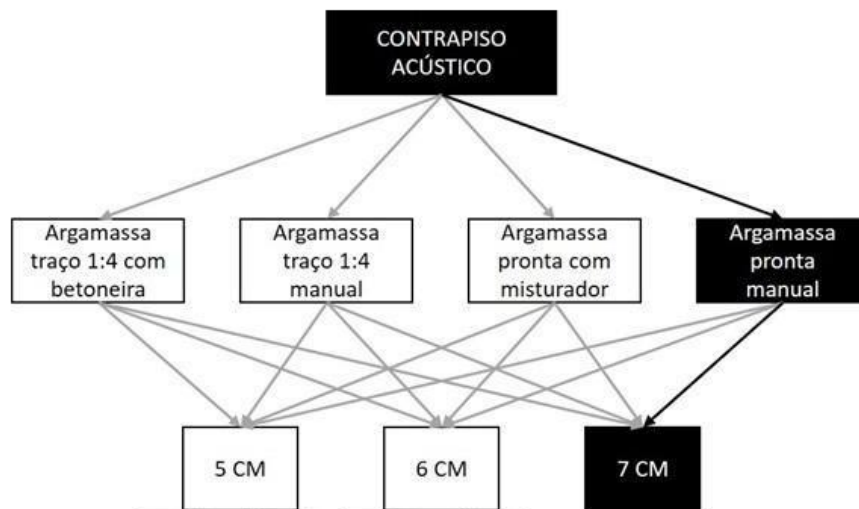 CONTRAPISO
ACÚSTICO
Argamassa
traço 1:4 com
betoneira
Argamassa
traço 1:4
manual
Argamassa
pronta com
misturador
Argamassa
pronta
manual
5 CM
6 CM
7 CM